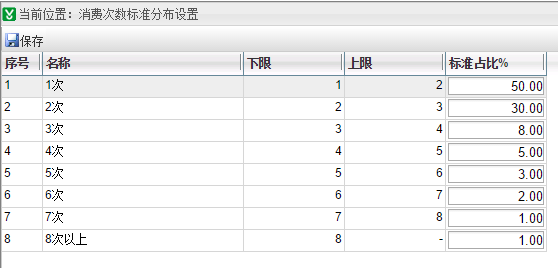 当前位置：消费次数标准分布设置
保存
序号 名称 下限 上限 标准占比%
1 1次 1 2 50.00
2 2次 2 3 30.00
3 3次 3 4 8.00
4 4次 4 5 5.00
5 5次 5 6 3.00
6 6次 6 7 2.00
7 7次 7 8 1.00
8 8次以上 8 - 1.00